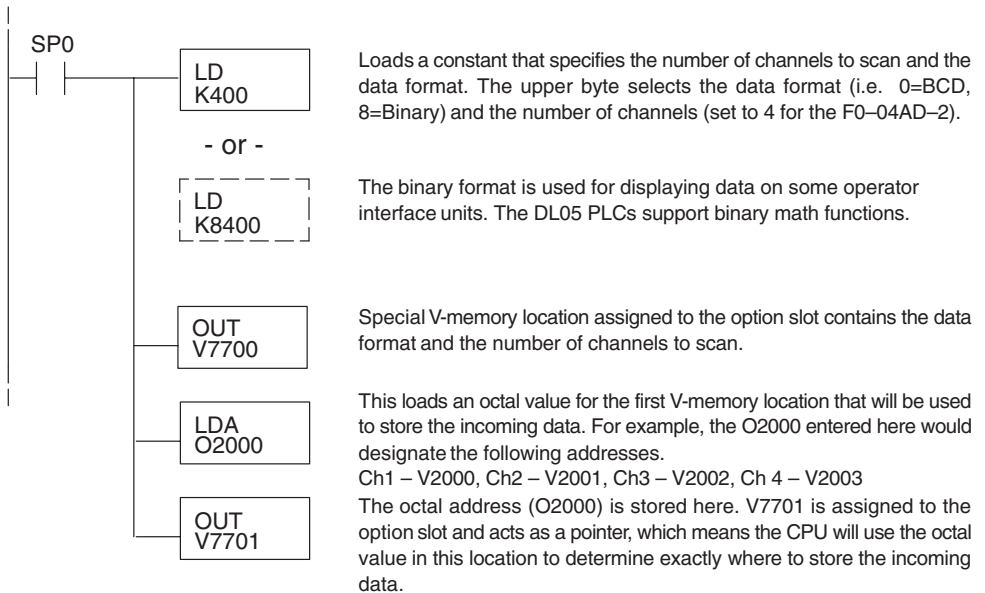 SP0
LD
K400
Loads a constant that specifies the number of channels to scan and the
data format. The upper byte selects the data format (i.e. 0=BCD,
8=Binary) and the number of channels (set to 4 for the F0–04AD–2).
- or -
LD
K8400
The binary format is used for displaying data on some operator
interface units. The DL05 PLCs support binary math functions.
OUT
V7700
Special V-memory location assigned to the option slot contains the data
format and the number of channels to scan.
LDA
O2000
This loads an octal value for the first V-memory location that will be used
to store the incoming data. For example, the O2000 entered here would
designate the following addresses.
Ch1 – V2000, Ch2 – V2001, Ch3 – V2002, Ch 4 – V2003
OUT
V7701
The octal address (O2000) is stored here. V7701 is assigned to the
option slot and acts as a pointer, which means the CPU will use the octal
value in this location to determine exactly where to store the incoming
data.